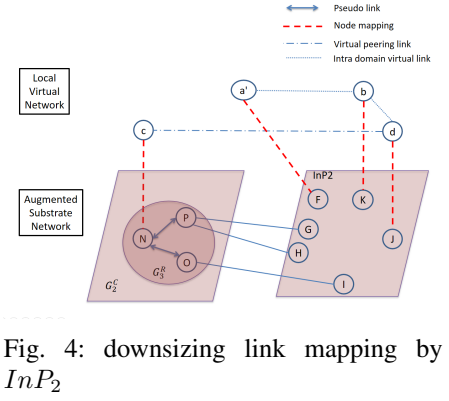 Pseudo link
Node mapping
Virtual peering link
Intra domain virtual link
Local
Virtual
Network
a'
b
c
d
Augmented
Substrate
Network
InP2
F
K
P
G
N
J
H
O
I
G_3^R
G_2^C
Fig. 4: downsizing link mapping by
InP_2